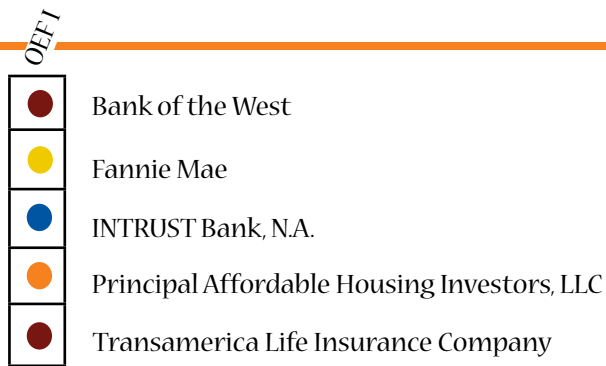 OEF I
Bank of the West
Fannie Mae
INTRUST Bank, N.A.
Principal Affordable Housing Investors, LLC
Transamerica Life Insurance Company